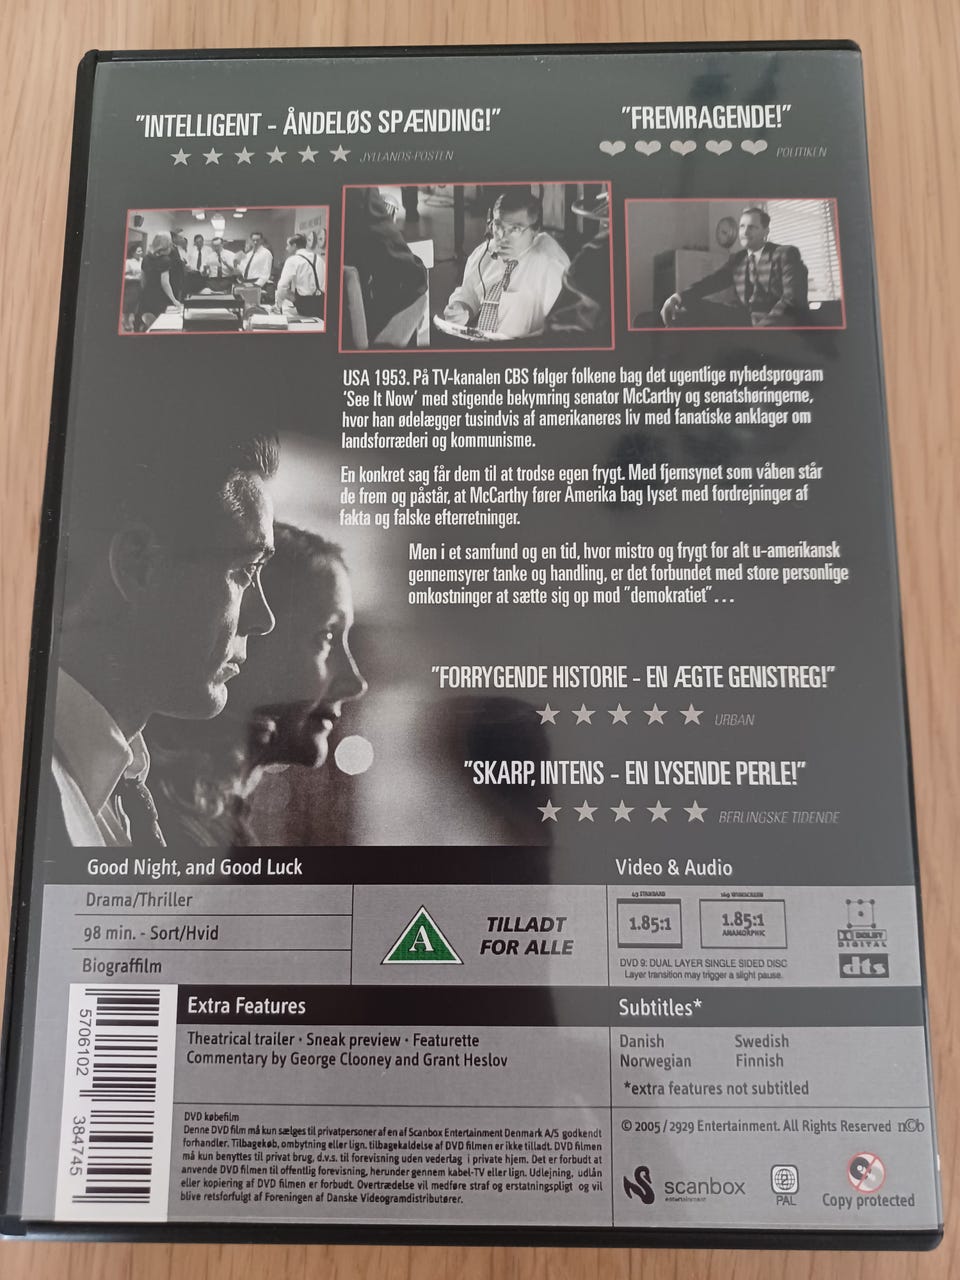 "INTELLIGENT - ÅNDELØS SPÆNDING!"
JYLLANDS-POSTEN
"FREMRAGENDE!"
POLITIKEN
USA 1953. På TV-kanalen CBS følger folkene bag det ugentlige nyhedsprogram
'See It Now' med stigende bekymring senator McCarthy og senatshøringerne,
hvor han ødelægger tusindvis af amerikaneres liv med fanatiske anklager om
landsforræderi og kommunisme.
En konkret sag får dem til at trodse egen frygt. Med fjernsynet som våben står
de frem og påstår, at McCarthy fører Amerika bag lyset med fordrejninger af
fakta og falske efterretninger.
Men i et samfund og en tid, hvor mistro og frygt for alt u-amerikansk
gennemsyrer tanke og handling, er det forbundet med store personlige
omkostninger at sætte sig op mod "demokratiet"...
"FORRYGENDE HISTORIE - EN ÆGTE GENISTREG!"
URBAN
"SKARP, INTENS - EN LYSENDE PERLE!"
BERLINGSKE TIDENDE
Good Night, and Good Luck
Drama/Thriller
98 min. - Sort/Hvid
Biograffilm
A
TILLADT
FOR ALLE
Video & Audio
4:3 STANDARD
1.85:1
16:9 WIDESCREEN
1.85:1
ANAMORPHIC
DVD 9: DUAL LAYER SINGLE SIDED DISC
Layer transition may trigger a slight pause.
DOLBY
DIGITAL
dts
5706102 384745
Extra Features
Theatrical trailer · Sneak preview · Featurette
Commentary by George Clooney and Grant Heslov
Subtitles*
Danish Swedish
Norwegian Finnish
*extra features not subtitled
DVD købefilm
Denne DVD film må kun sælges til privatpersoner af en af Scanbox Entertainment Danmark A/S godkendt
forhandler. Tilbagekøb, ombytning eller lign. tilbagekaldelse af DVD filmen er ikke tilladt. DVD filmen
må kun benyttes til privat brug, d.v.s. til forevisning uden vederlag i private hjem. Det er forbudt at
anvende DVD filmen til offentlig forevisning, herunder gennem kabel-TV eller lign. Udlejning, udlån
eller kopiering af DVD filmen er forbudt. Overtrædelse vil medføre straf og erstatningspligt og vil
blive retsforfulgt af Foreningen af Danske Videogramdistributører.
© 2005 / 2929 Entertainment. All Rights Reserved n©b
scanbox
entertainment
2
PAL
Copy protected